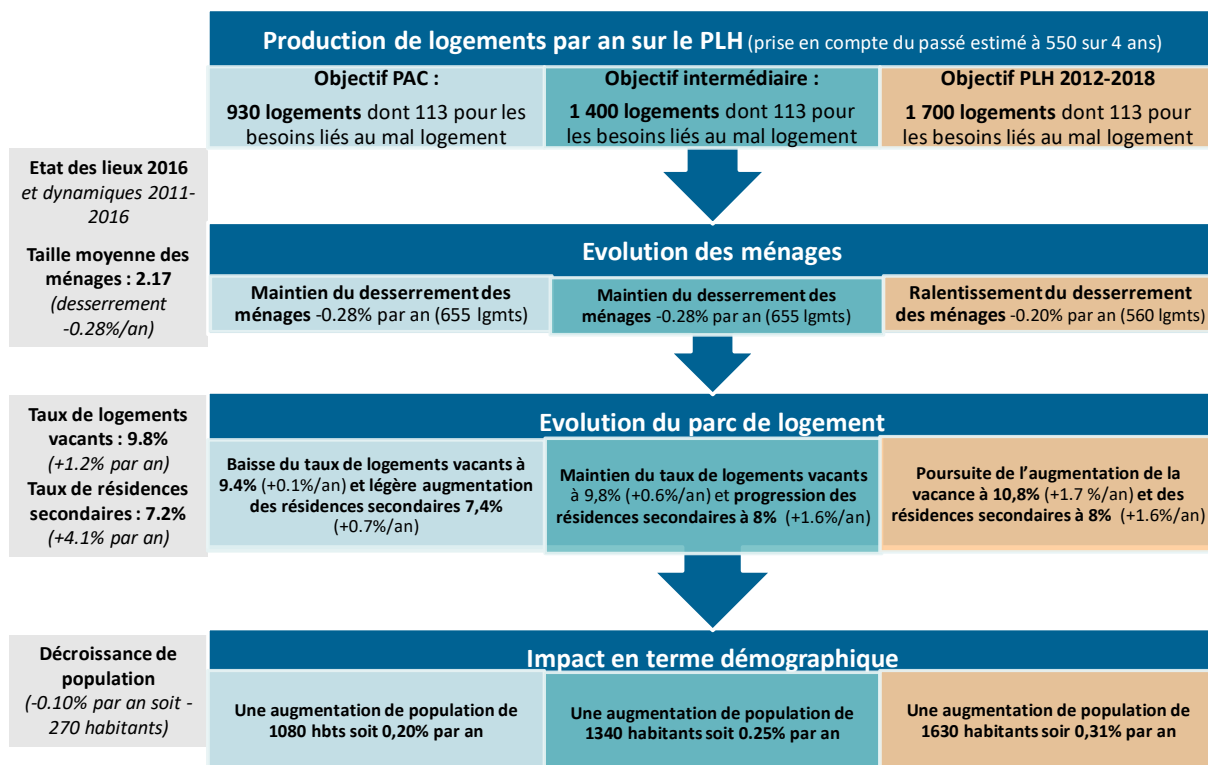 Production de logements par an sur le PLH (prise en compte du passé estimé à 550 sur 4 ans)
Objectif PAC :
930 logements dont 113 pour les
besoins liés au mal logement
Objectif intermédiaire :
1 400 logements dont 113 pour
les besoins liés au mal logement
Objectif PLH 2012-2018
1 700 logements dont 113 pour
les besoins liés au mal logement
Etat des lieux 2016
et dynamiques 2011-
2016
Taille moyenne des
ménages : 2.17
(desserrement
-0.28%/an)
Evolution des ménages
Maintien du desserrement des
ménages -0.28% par an (655 lgmts)
Maintien du desserrement des
ménages -0.28% par an (655 lgmts)
Ralentissement du desserrement
des ménages -0.20% par an (560 lgmts)
Taux de logements
vacants : 9.8%
(+1.2% par an)
Taux de résidences
secondaires : 7.2%
(+4.1% par an)
Evolution du parc de logement
Baisse du taux de logements vacants à
9.4% (+0.1%/an) et légère augmentation
des résidences secondaires 7,4%
(+0.7%/an)
Maintien du taux de logements vacants
à 9,8% (+0.6%/an) et progression des
résidences secondaires à 8% (+1.6%/an)
Poursuite de l'augmentation de la
vacance à 10,8% (+1.7 %/an) et des
résidences secondaires à 8% (+1.6%/an)
Décroissance de
population
(-0.10% par an soit -
270 habitants)
Impact en terme démographique
Une augmentation de population de
1080 hbts soit 0,20% par an
Une augmentation de population de
1340 habitants soit 0.25% par an
Une augmentation de population de
1630 habitants soir 0,31% par an